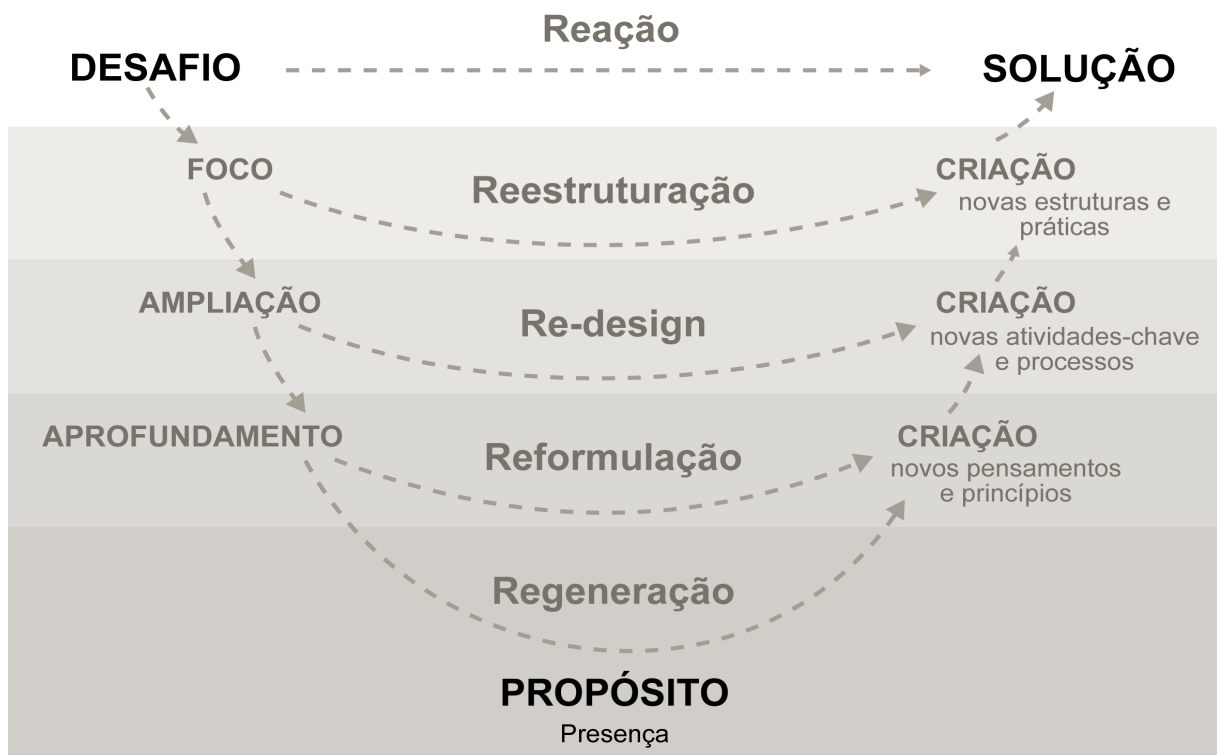 Reação
DESAFIO
SOLUÇÃO
FOCO
Reestruturação
CRIAÇÃO
novas estruturas e
práticas
AMPLIAÇÃO
Re-design
CRIAÇÃO
novas atividades-chave
e processos
APROFUNDAMENTO
Reformulação
CRIAÇÃO
novos pensamentos
e princípios
Regeneração
PROPÓSITO
Presença